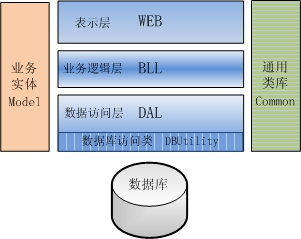 表示层 WEB
业务
实体
Model
业务逻辑层 BLL
通用
类库
Common
数据访问层 DAL
数据库访问类 DBUtility
数据库